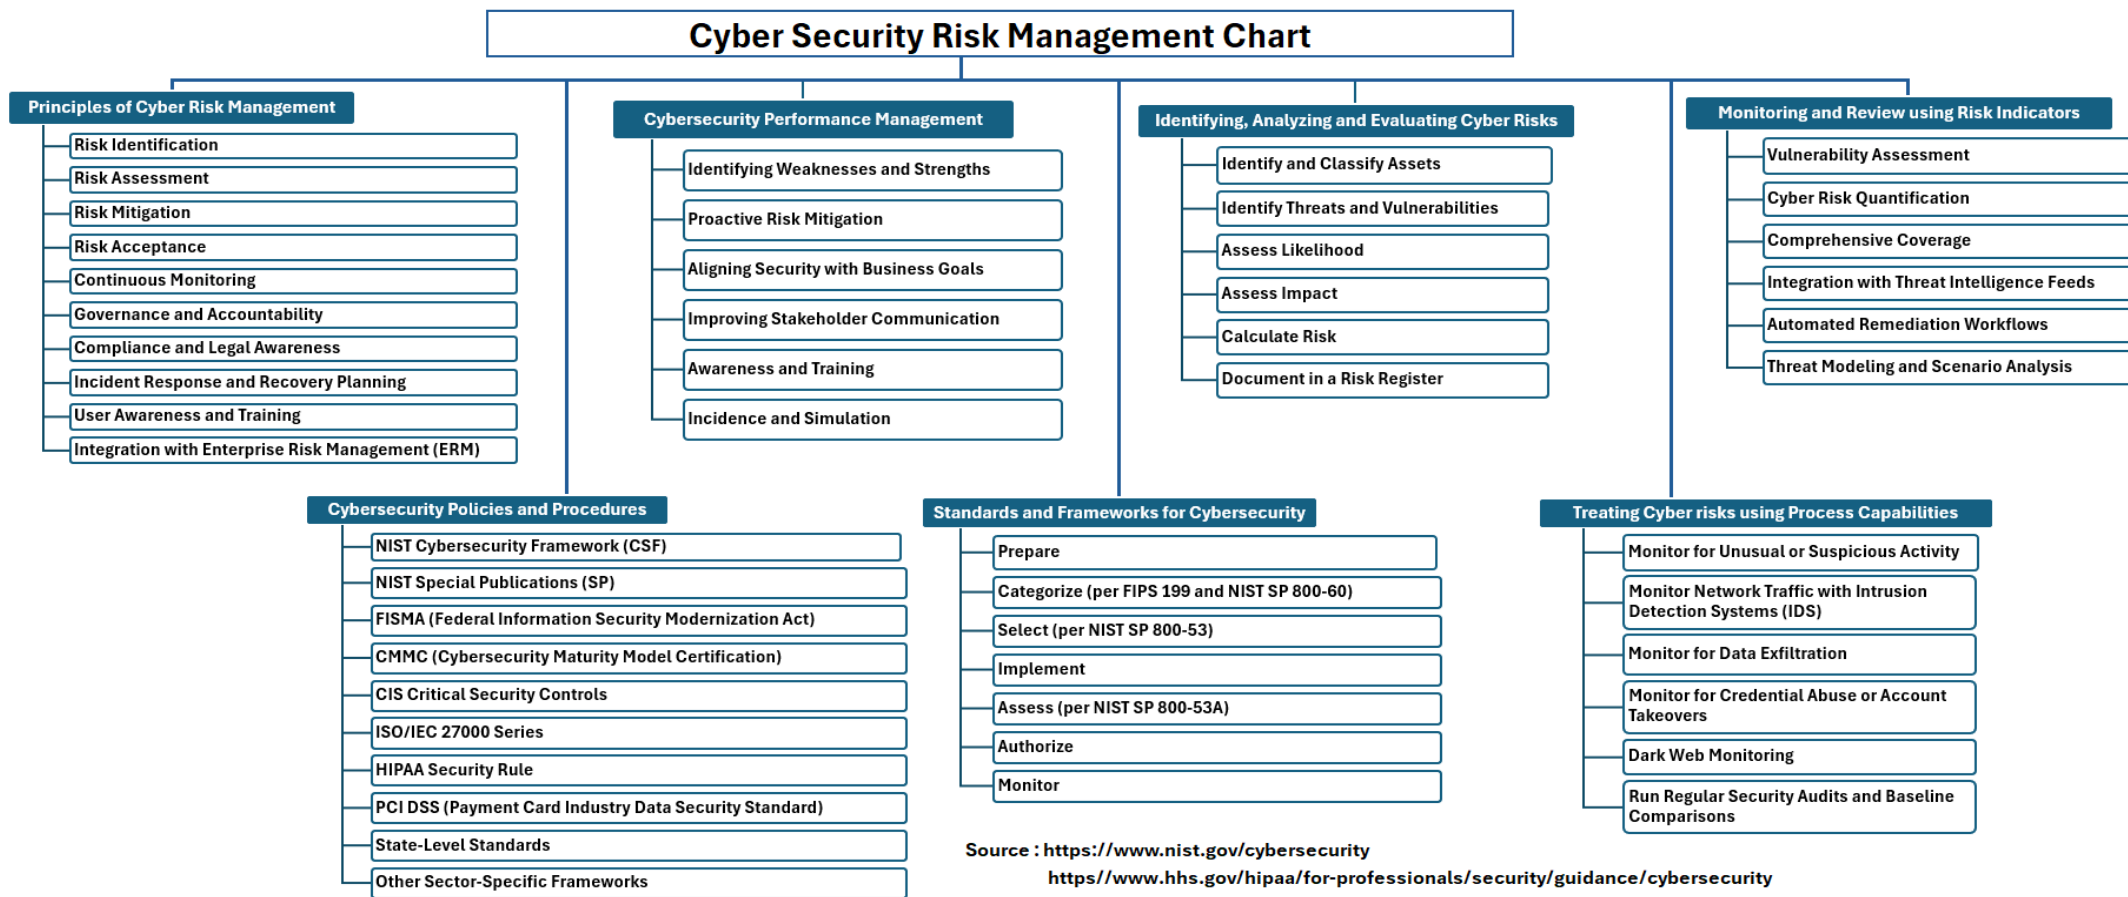 Cyber Security Risk Management Chart
Principles of Cyber Risk Management
Risk Identification
Risk Assessment
Risk Mitigation
Risk Acceptance
Continuous Monitoring
Governance and Accountability
Compliance and Legal Awareness
Incident Response and Recovery Planning
User Awareness and Training
Integration with Enterprise Risk Management (ERM)
Cybersecurity Performance Management
Identifying Weaknesses and Strengths
Proactive Risk Mitigation
Aligning Security with Business Goals
Improving Stakeholder Communication
Awareness and Training
Incidence and Simulation
Identifying, Analyzing and Evaluating Cyber Risks
Identify and Classify Assets
Identify Threats and Vulnerabilities
Assess Likelihood
Assess Impact
Calculate Risk
Document in a Risk Register
Monitoring and Review using Risk Indicators
Vulnerability Assessment
Cyber Risk Quantification
Comprehensive Coverage
Integration with Threat Intelligence Feeds
Automated Remediation Workflows
Threat Modeling and Scenario Analysis
Cybersecurity Policies and Procedures
NIST Cybersecurity Framework (CSF)
NIST Special Publications (SP)
FISMA (Federal Information Security Modernization Act)
CMMC (Cybersecurity Maturity Model Certification)
CIS Critical Security Controls
ISO/IEC 27000 Series
HIPAA Security Rule
PCI DSS (Payment Card Industry Data Security Standard)
State-Level Standards
Other Sector-Specific Frameworks
Standards and Frameworks for Cybersecurity
Prepare
Categorize (per FIPS 199 and NIST SP 800-60)
Select (per NIST SP 800-53)
Implement
Assess (per NIST SP 800-53A)
Authorize
Monitor
Treating Cyber risks using Process Capabilities
Monitor for Unusual or Suspicious Activity
Monitor Network Traffic with Intrusion
Detection Systems (IDS)
Monitor for Data Exfiltration
Monitor for Credential Abuse or Account
Takeovers
Dark Web Monitoring
Run Regular Security Audits and Baseline
Comparisons
Source : https://www.nist.gov/cybersecurity
https//www.hhs.gov/hipaa/for-professionals/security/guidance/cybersecurity